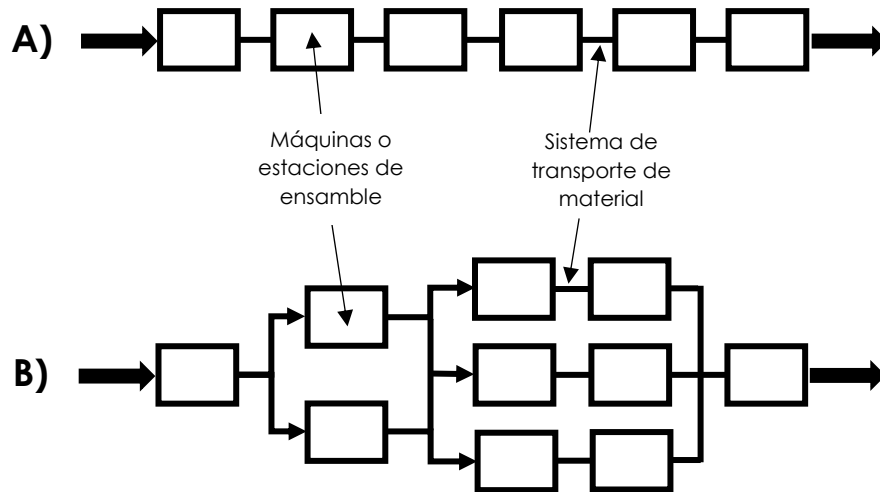 A)
Máquinas o
estaciones de
ensamble
Sistema de
transporte de
material
B)